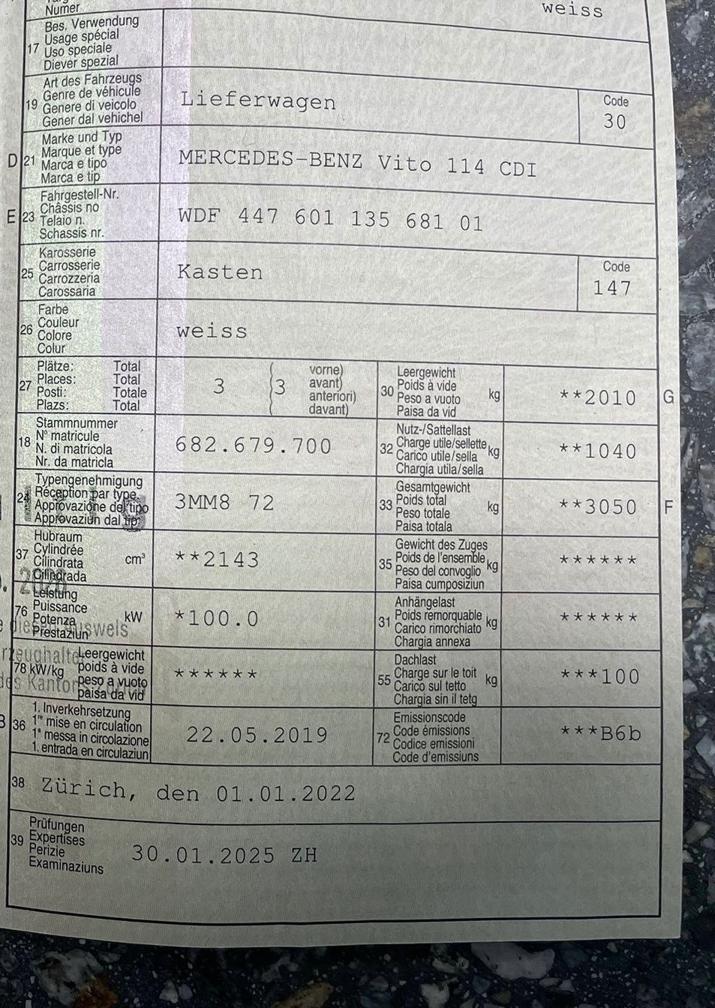 Numer
weiss
17 Bes. Verwendung
Usage spécial
Uso speciale
Diever spezial
19 Art des Fahrzeugs
Genre de véhicule
Genere di veicolo
Gener dal vehichel
Lieferwagen
Code
30
D 21 Marke und Typ
Marque et type
Marca e tipo
Marca e tip
MERCEDES-BENZ Vito 114 CDI
E 23 Fahrgestell-Nr.
Châssis no
Telaio n.
Schassis nr.
WDF 447 601 135 681 01
25 Karosserie
Carrosserie
Carrozzeria
Carossaria
Kasten
Code
147
26 Farbe
Couleur
Colore
Colur
weiss
27 Plätze: Total
Places: Total
Posti: Totale
Plazs: Total
3 3 vorne)
avant)
anteriori)
davant)
30 Leergewicht
Poids à vide
Peso a vuoto
Paisa da vid
kg
**2010 G
18 Stammnummer
N° matricule
N. di matricola
Nr. da matricla
682.679.700
32 Nutz-/Sattellast
Charge utile/sellette
Carico utile/sella
Chargia utila/sella
kg
**1040
24 Typengenehmigung
Réception par type
Approvazione del tipo
Approvaziun dal tip
3MM8 72
33 Gesamtgewicht
Poids total
Peso totale
Paisa totala
kg
**3050 F
37 Hubraum
Cylindrée
Cilindrata
Cilindrada
cm³
**2143
35 Gewicht des Zuges
Poids de l'ensemble
Peso del convoglio
Paisa cumposiziun
kg
******
76 Leistung
Puissance
Potenza
Prestaziun
kW
*100.0
31 Anhängelast
Poids remorquable
Carico rimorchiato
Chargia annexa
kg
******
78 kW/kg Leergewicht
poids à vide
peso a vuoto
paisa da vid
******
55 Dachlast
Charge sur le toit
Carico sul tetto
Chargia sin il tetg
kg
***100
B 36 1. Inverkehrsetzung
1re mise en circulation
1a messa in circolazione
1. entrada en circulaziun
22.05.2019
72 Emissionscode
Code émissions
Codice emissioni
Code d'emissiuns
***B6b
38 Zürich, den 01.01.2022
39 Prüfungen
Expertises
Perizie
Examinaziuns
30.01.2025 ZH